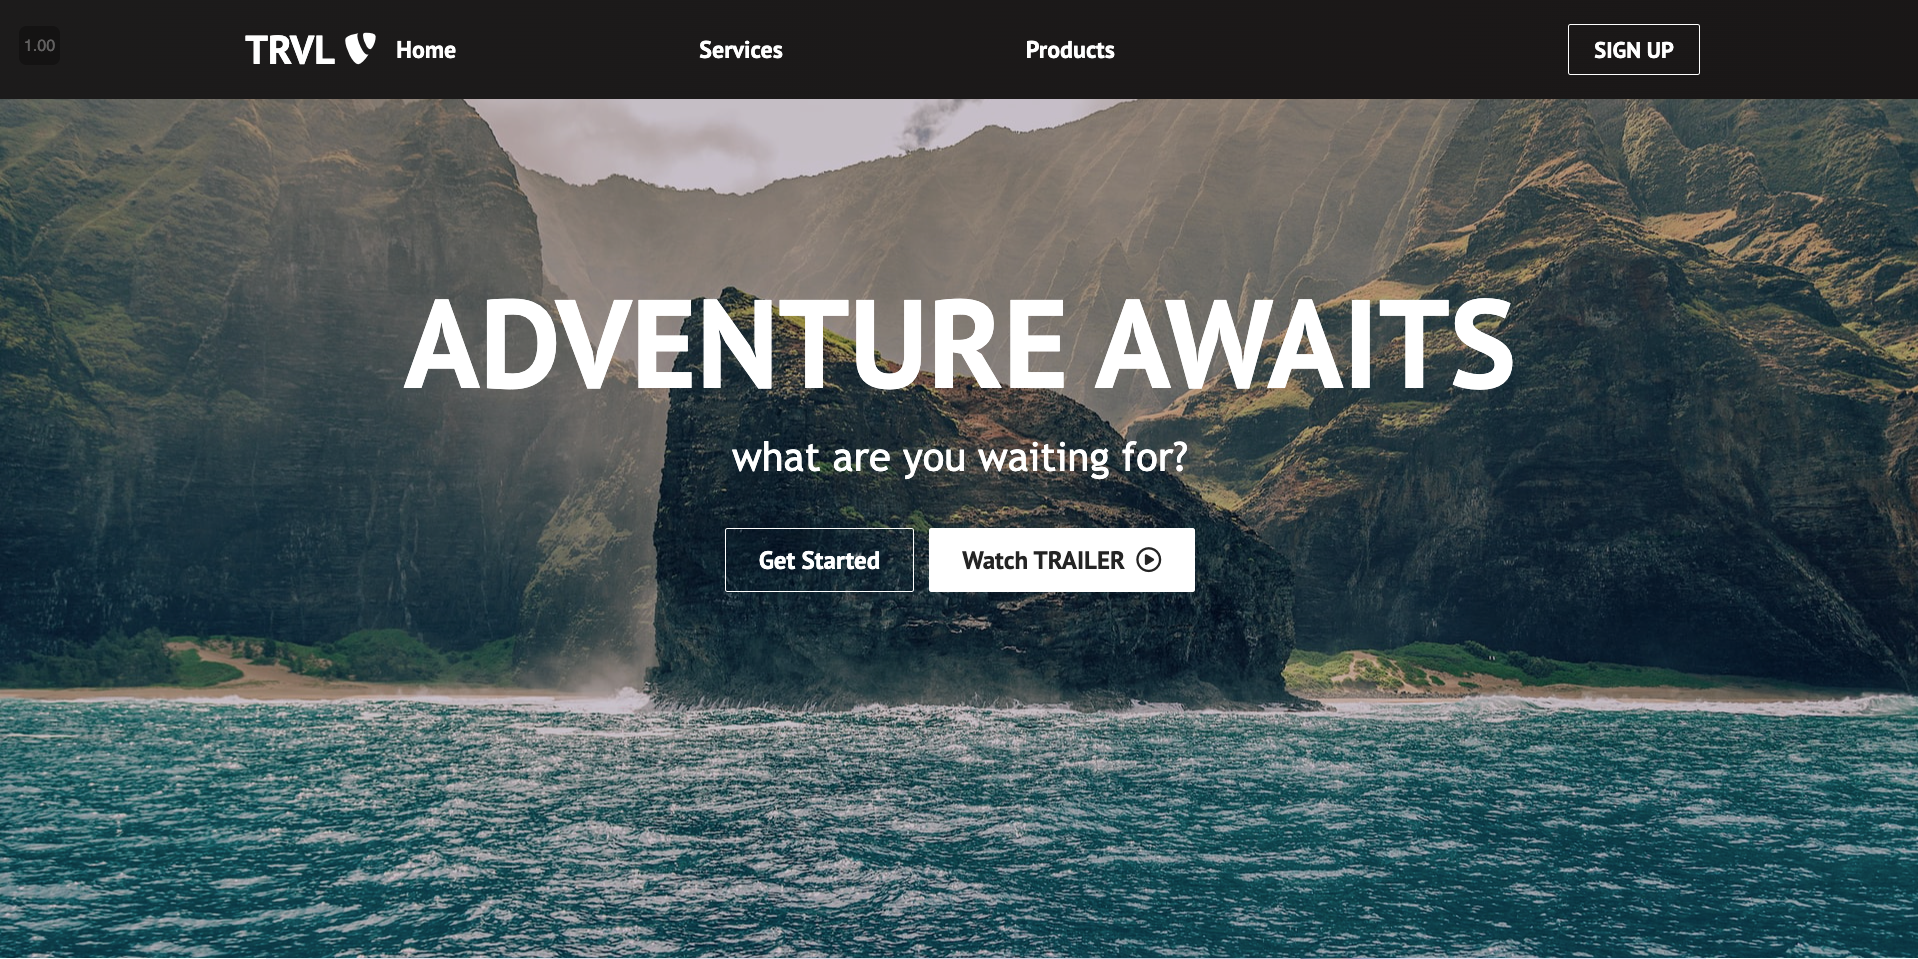 1.00
TRVL Home Services Products SIGN UP
ADVENTURE AWAITS
what are you waiting for?
Get Started Watch TRAILER